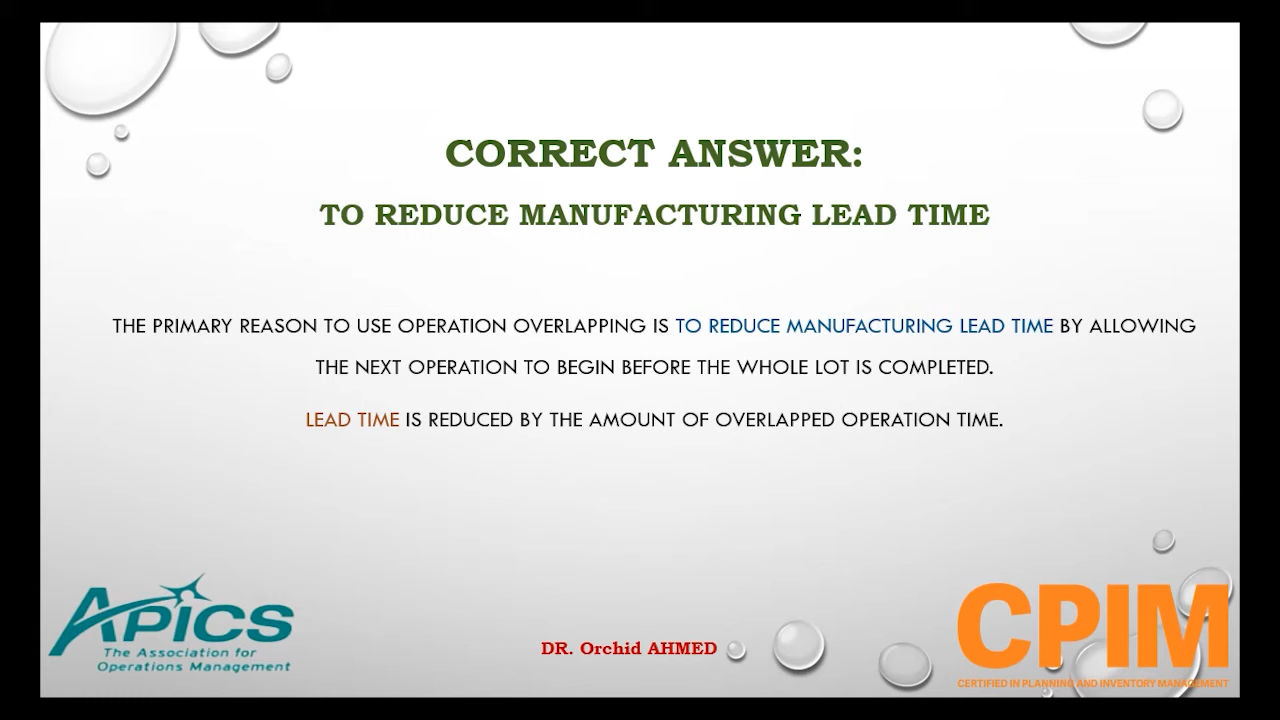 CORRECT ANSWER:
TO REDUCE MANUFACTURING LEAD TIME
THE PRIMARY REASON TO USE OPERATION OVERLAPPING IS TO REDUCE MANUFACTURING LEAD TIME BY ALLOWING
THE NEXT OPERATION TO BEGIN BEFORE THE WHOLE LOT IS COMPLETED.
LEAD TIME IS REDUCED BY THE AMOUNT OF OVERLAPPED OPERATION TIME.
APICS
The Association for
Operations Management
DR. Orchid AHMED
CPIM
CERTIFIED IN PLANNING AND INVENTORY MANAGEMENT